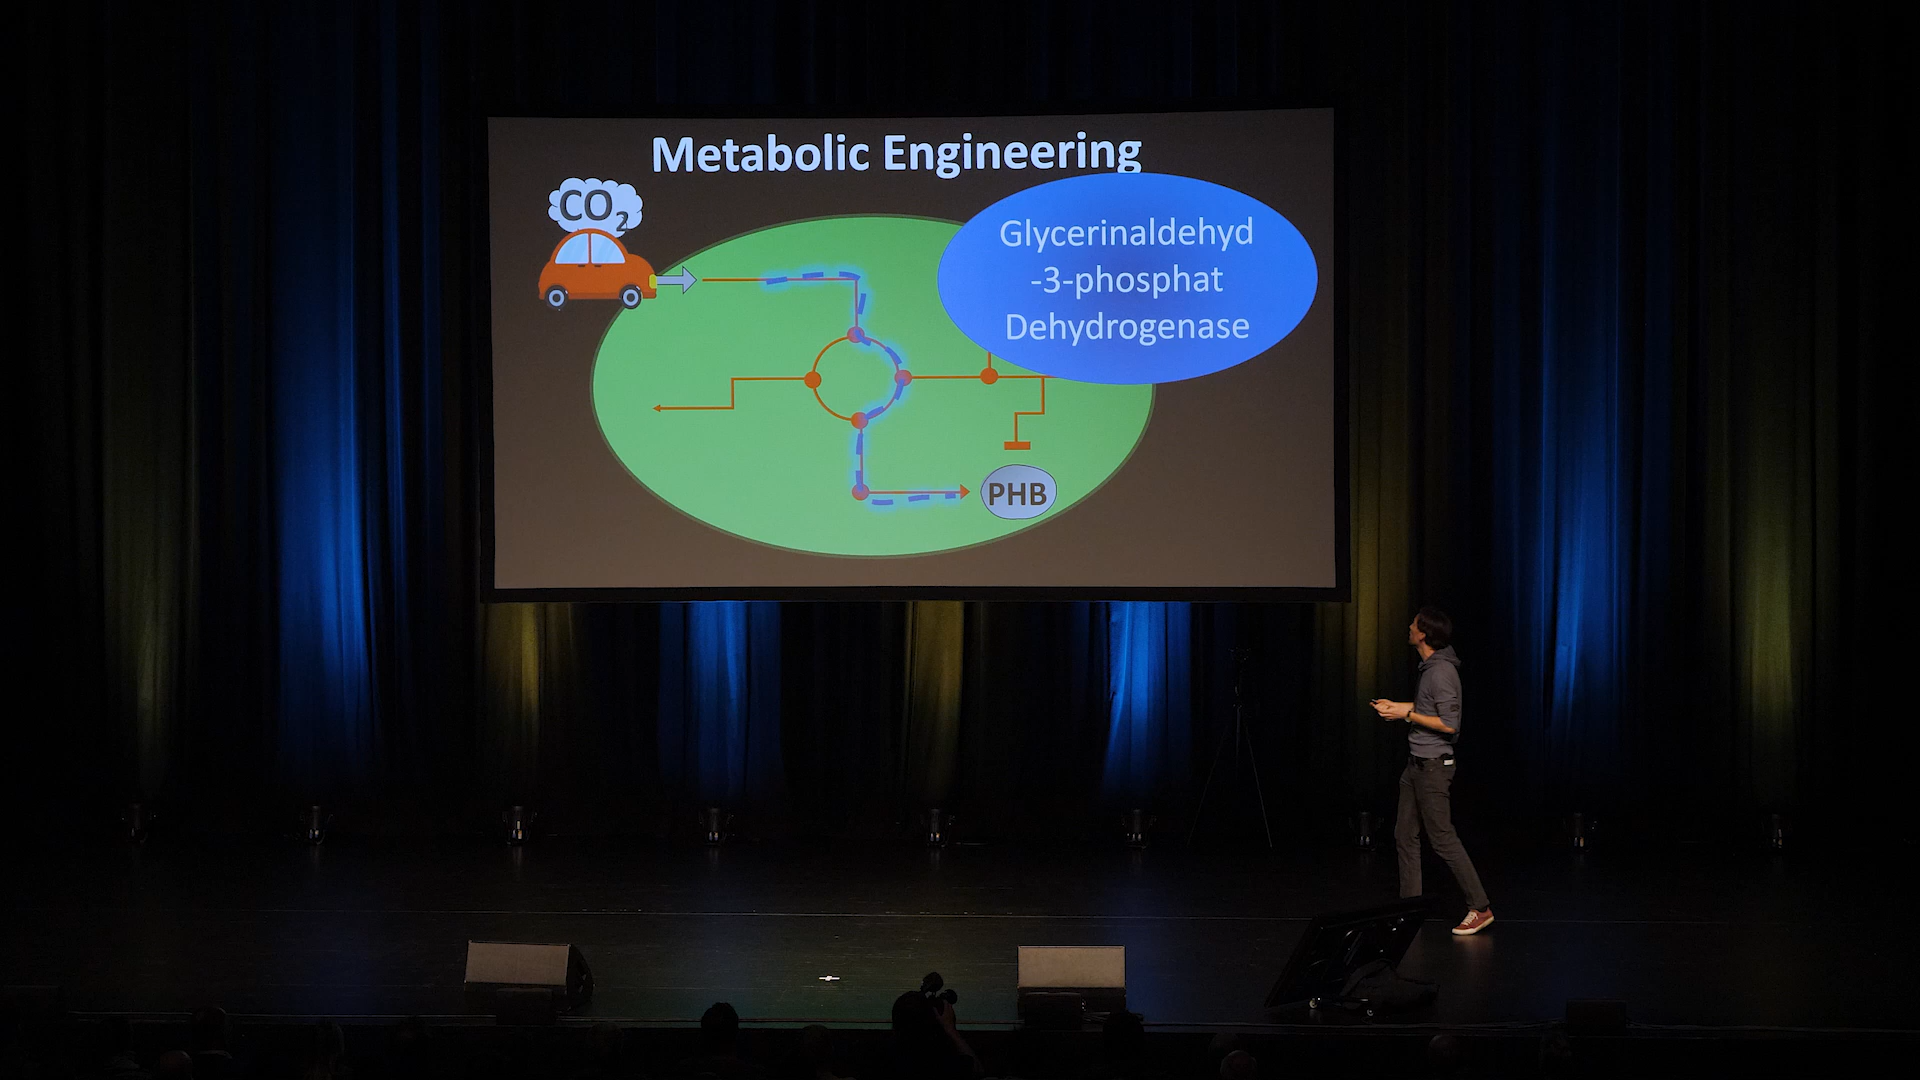 Metabolic Engineering
CO₂
Glycerinaldehyd
-3-phosphat
Dehydrogenase
PHB